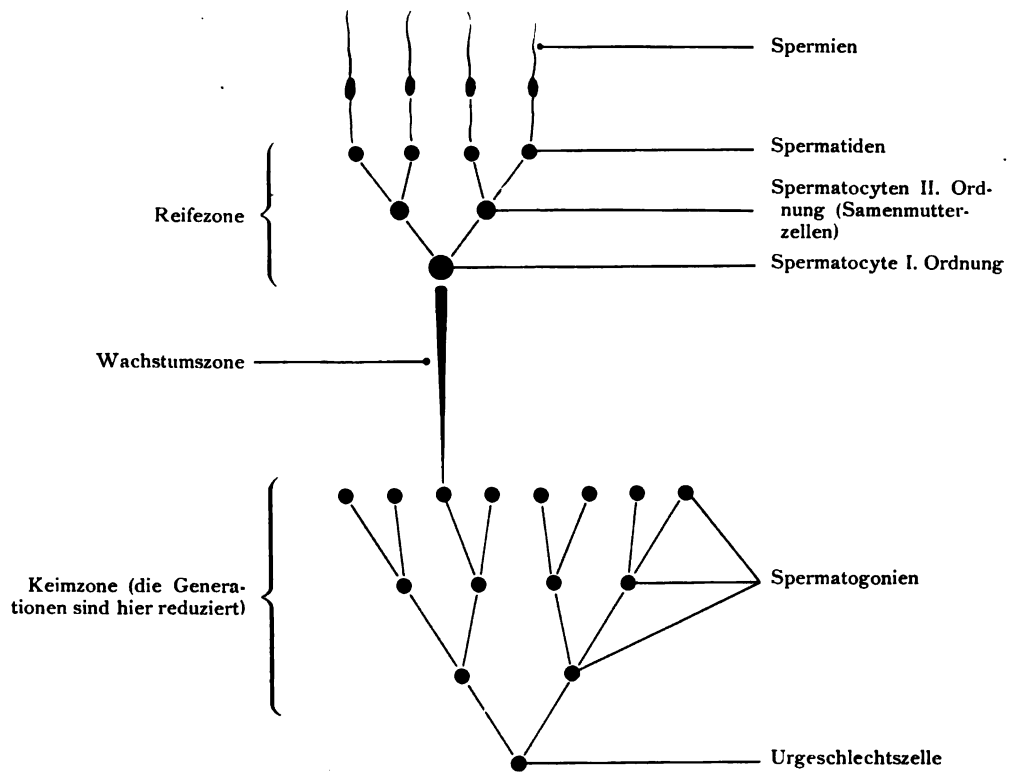 Spermien
Spermatiden
Spermatocyten II. Ord-
nung (Samenmutter-
zellen)
Reifezone
Spermatocyte I. Ordnung
Wachstumszone
Keimzone (die Genera-
tionen sind hier reduziert)
Spermatogonien
Urgeschlechtszelle